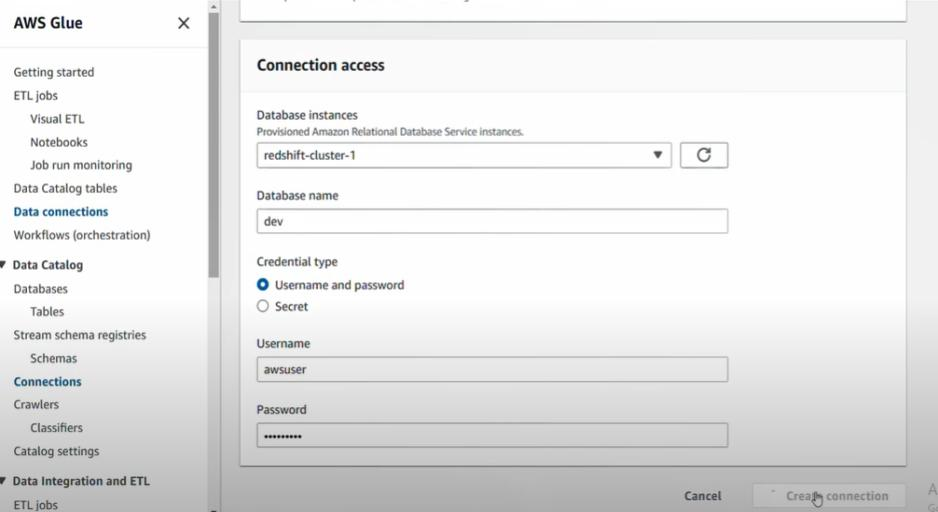 AWS Glue
Getting started
ETL jobs
Visual ETL
Notebooks
Job run monitoring
Data Catalog tables
Data connections
Workflows (orchestration)
Data Catalog
Databases
Tables
Stream schema registries
Schemas
Connections
Crawlers
Classifiers
Catalog settings
Data Integration and ETL
ETL jobs
Connection access
Database instances
Provisioned Amazon Relational Database Service instances.
redshift-cluster-1
Database name
dev
Credential type
Username and password
Secret
Username
awsuser
Password
•••••••••
Cancel
Create connection